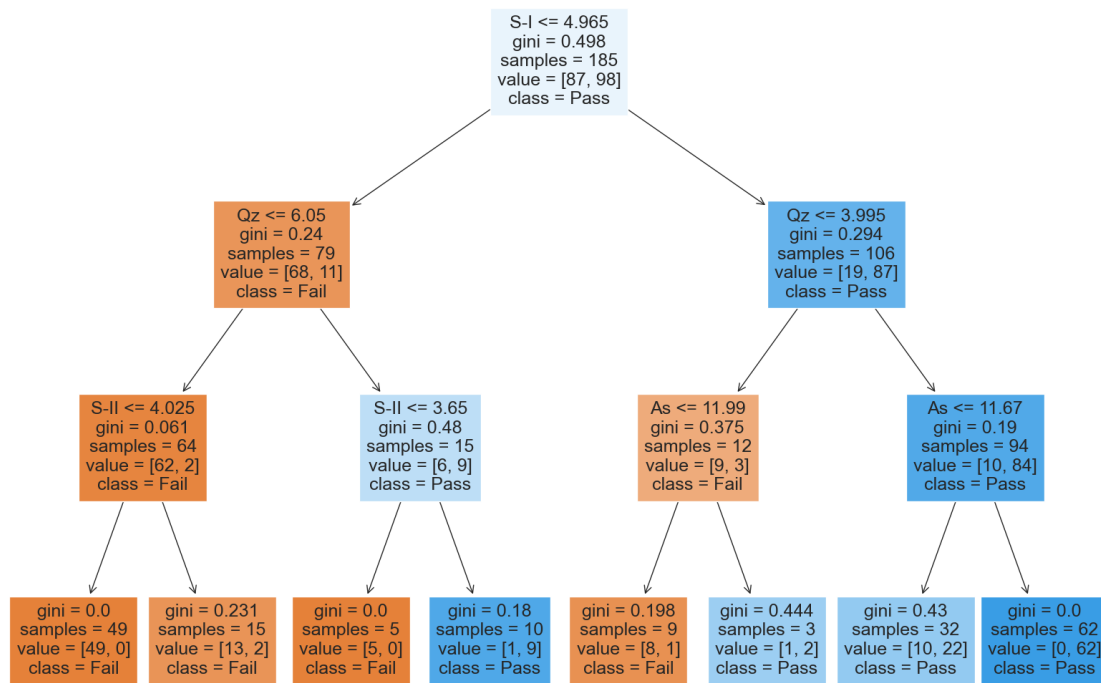 S-I <= 4.965
gini = 0.498
samples = 185
value = [87, 98]
class = Pass
Qz <= 6.05
gini = 0.24
samples = 79
value = [68, 11]
class = Fail
Qz <= 3.995
gini = 0.294
samples = 106
value = [19, 87]
class = Pass
S-II <= 4.025
gini = 0.061
samples = 64
value = [62, 2]
class = Fail
S-II <= 3.65
gini = 0.48
samples = 15
value = [6, 9]
class = Pass
As <= 11.99
gini = 0.375
samples = 12
value = [9, 3]
class = Fail
As <= 11.67
gini = 0.19
samples = 94
value = [10, 84]
class = Pass
gini = 0.0
samples = 49
value = [49, 0]
class = Fail
gini = 0.231
samples = 15
value = [13, 2]
class = Fail
gini = 0.0
samples = 5
value = [5, 0]
class = Fail
gini = 0.18
samples = 10
value = [1, 9]
class = Pass
gini = 0.198
samples = 9
value = [8, 1]
class = Fail
gini = 0.444
samples = 3
value = [1, 2]
class = Pass
gini = 0.43
samples = 32
value = [10, 22]
class = Pass
gini = 0.0
samples = 62
value = [0, 62]
class = Pass